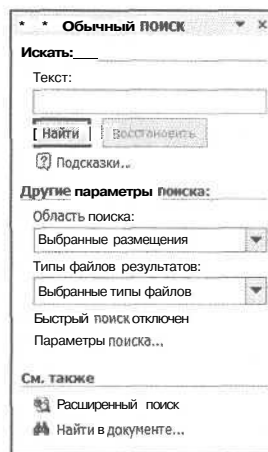 * * Обычный поиск
Искать:
Текст:
Найти Восстановить
Подсказки...
Другие параметры поиска:
Область поиска:
Выбранные размещения
Типы файлов результатов:
Выбранные типы файлов
Быстрый поиск отключен
Параметры поиска...
См. также
Расширенный поиск
Найти в документе...